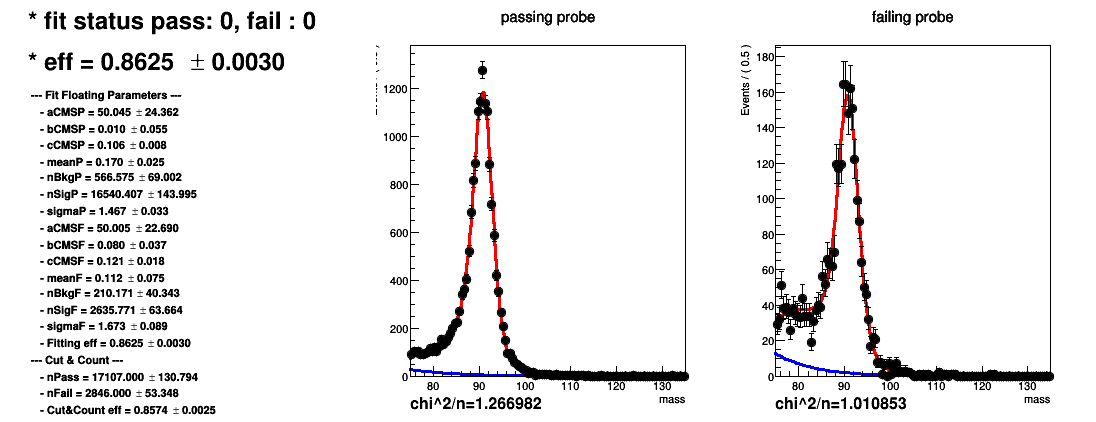 * fit status pass: 0, fail : 0
* eff = 0.8625 ± 0.0030
--- Fit Floating Parameters ---
- aCMSP = 50.045 ± 24.362
- bCMSP = 0.010 ± 0.055
- cCMSP = 0.106 ± 0.008
- meanP = 0.170 ± 0.025
- nBkgP = 566.575 ± 69.002
- nSigP = 16540.407 ± 143.995
- sigmaP = 1.467 ± 0.033
- aCMSF = 50.005 ± 22.690
- bCMSF = 0.080 ± 0.037
- cCMSF = 0.121 ± 0.018
- meanF = 0.112 ± 0.075
- nBkgF = 210.171 ± 40.343
- nSigF = 2635.771 ± 63.664
- sigmaF = 1.673 ± 0.089
- Fitting eff = 0.8625 ± 0.0030
--- Cut & Count ---
- nPass = 17107.000 ± 130.794
- nFail = 2846.000 ± 53.348
- Cut&Count eff = 0.8574 ± 0.0025
passing probe
1200
1000
800
600
400
200
0
80 90 100 110 120 130
mass
chi^2/n=1.266982
failing probe
Events / ( 0.5 )
180
160
140
120
100
80
60
40
20
0
80 90 100 110 120 130
mass
chi^2/n=1.010853